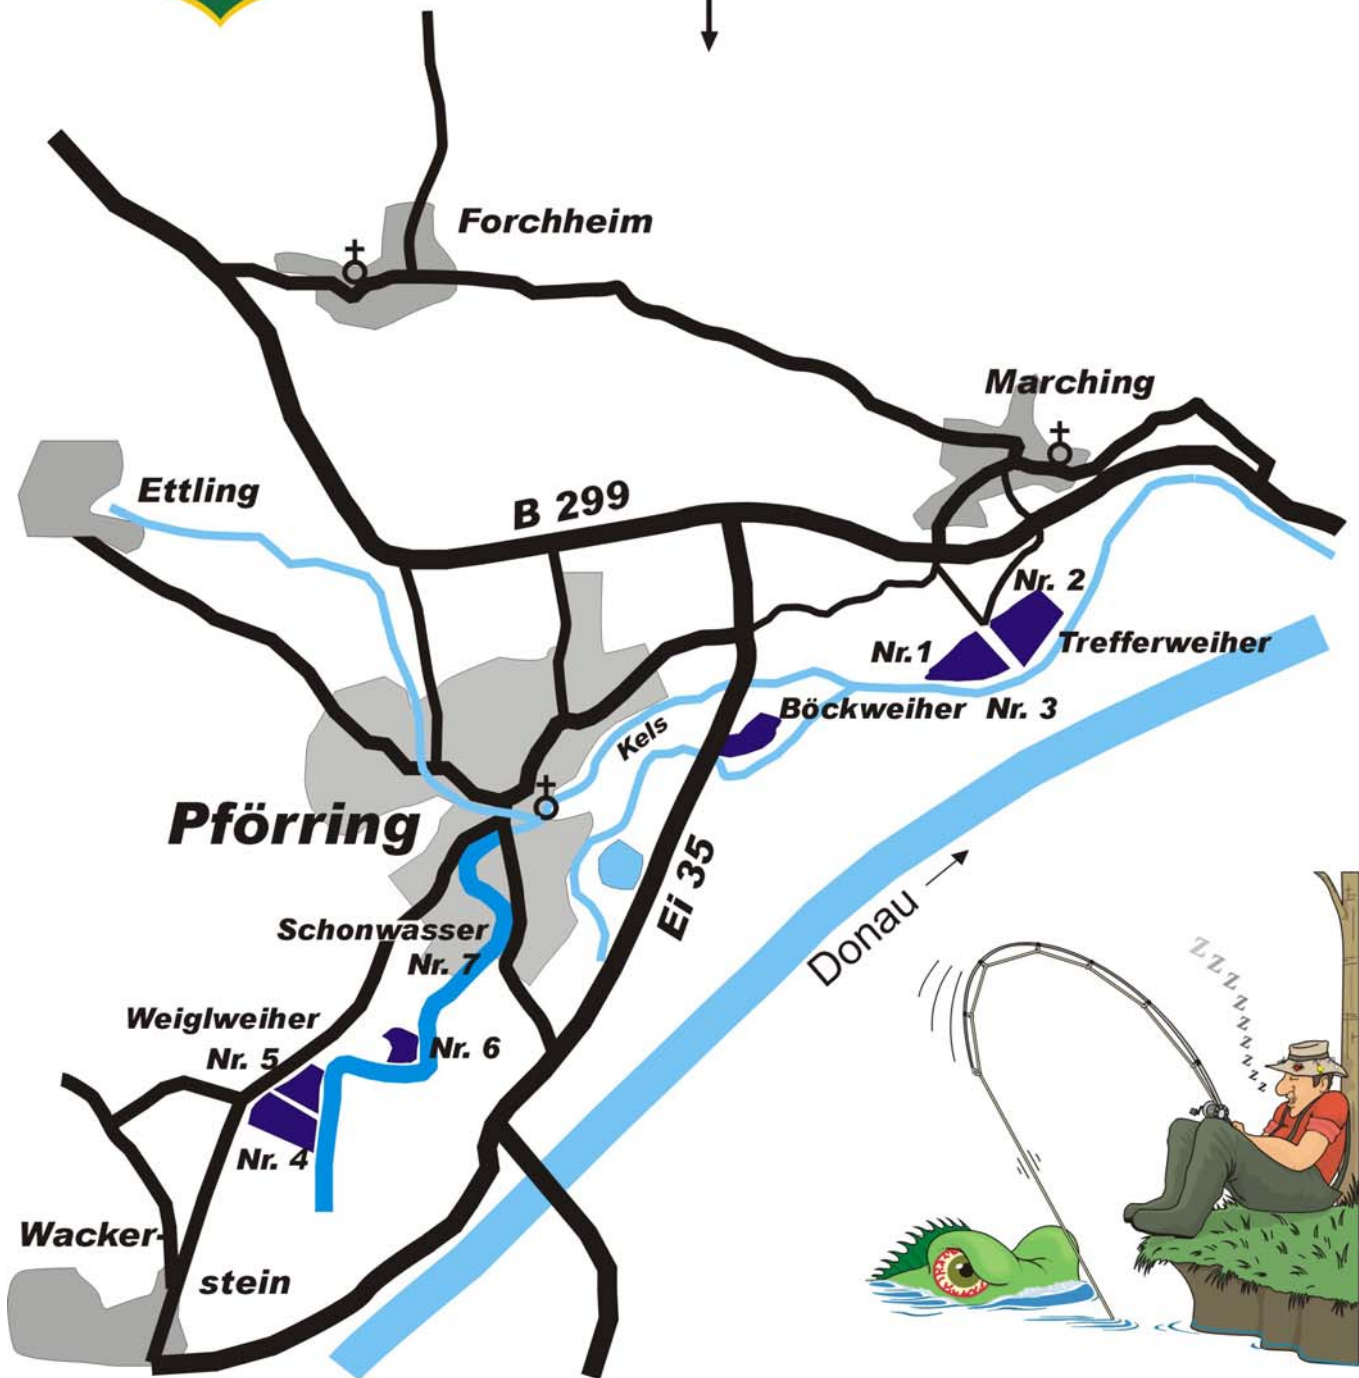 Forchheim
Marching
Ettling
B 299
Nr. 2
Nr.1
Trefferweiher
Böckweiher Nr. 3
Kels
Pförring
Ei 35
Donau
Schonwasser
Nr. 7
Weiglweiher
Nr. 5
Nr. 6
Nr. 4
Wacker-
stein
ZZZZZZZZZZ